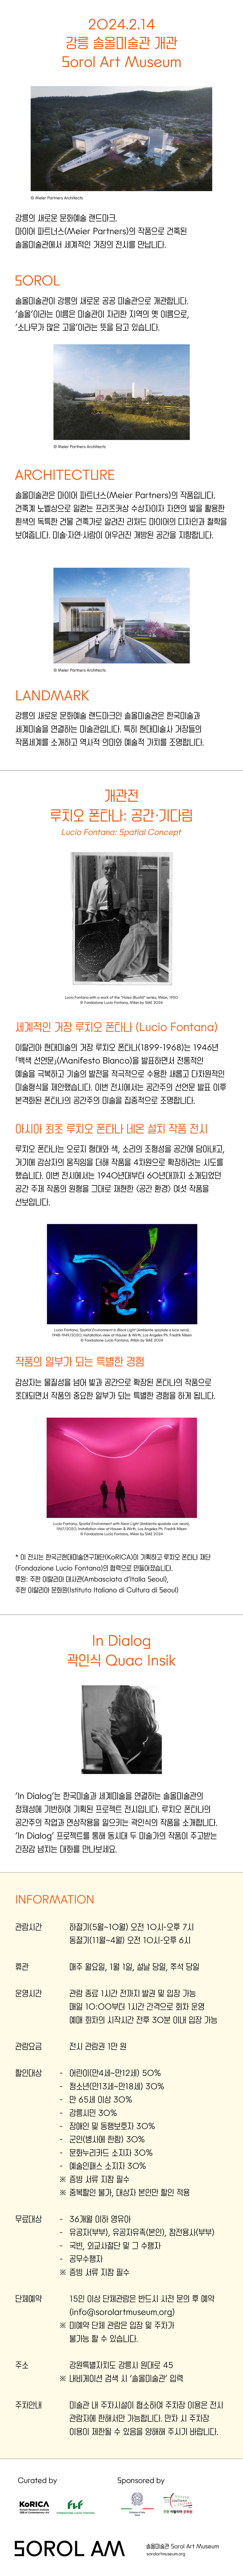 2024.2.14
강릉 솔올미술관 개관
Sorol Art Museum
© Meier Partners Architects
강릉의 새로운 문화예술 랜드마크.
마이어 파트너스(Meier Partners)의 작품으로 건축된
솔올미술관에서 세계적인 거장의 전시를 만납니다.
SOROL
솔올미술관이 강릉의 새로운 공공 미술관으로 개관합니다.
‘솔올’이라는 이름은 미술관이 자리한 지역의 옛 이름으로,
‘소나무가 많은 고을’이라는 뜻을 담고 있습니다.
© Meier Partners Architects
ARCHITECTURE
솔올미술관은 마이어 파트너스(Meier Partners)의 작품입니다.
건축계 노벨상으로 일컫는 프리츠커상 수상자이자 자연의 빛을 활용한
흰색의 독특한 건물 건축가로 알려진 리처드 마이어의 디자인과 철학을
보여줍니다. 미술·자연·사람이 어우러진 개방된 공간을 지향합니다.
© Meier Partners Architects
LANDMARK
강릉의 새로운 문화예술 랜드마크인 솔올미술관은 한국미술과
세계미술을 연결하는 미술관입니다. 특히 현대미술사 거장들의
작품세계를 소개하고 역사적 의미와 예술적 가치를 조명합니다.
개관전
루치오 폰타나: 공간·기다림
Lucio Fontana: Spatial Concept
Lucio Fontana with a work of the “Holes (Buchi)” series, Milan, 1950
© Fondazione Lucio Fontana, Milan by SIAE 2024
세계적인 거장 루치오 폰타나 (Lucio Fontana)
이탈리아 현대미술의 거장 루치오 폰타나(1899-1968)는 1946년
「백색 선언문」(Manifesto Blanco)을 발표하면서 전통적인
예술을 극복하고 기술의 발전을 적극적으로 수용한 새롭고 다차원적인
미술형식을 제안했습니다. 이번 전시에서는 공간주의 선언문 발표 이후
본격화된 폰타나의 공간주의 미술을 집중적으로 조명합니다.
아시아 최초 루치오 폰타나 네온 설치 작품 전시
루치오 폰타나는 오로지 형태와 색, 소리의 조형성을 공간에 담아내고,
거기에 감상자의 움직임을 더해 작품을 4차원으로 확장하려는 시도를
했습니다. 이번 전시에서는 1940년대부터 60년대까지 소개되었던
공간 주제 작품의 원형을 그대로 재현한 〈공간 환경〉 여섯 작품을
선보입니다.
Lucio Fontana, Spatial Environment in Black Light (Ambiente spaziale a luce nera),
1948-1949/2020, Installation view at Hauser & Wirth, Los Angeles Ph: Fredrik Nilsen
© Fondazione Lucio Fontana, Milan by SIAE 2024
작품의 일부가 되는 특별한 경험
감상자는 물질성을 넘어 빛과 공간으로 확장된 폰타나의 작품으로
초대되면서 작품의 중요한 일부가 되는 특별한 경험을 하게 됩니다.
Lucio Fontana, Spatial Environment with Neon Light (Ambiente spaziale con neon),
1967/2020, Installation view at Hauser & Wirth, Los Angeles Ph: Fredrik Nilsen
© Fondazione Lucio Fontana, Milan by SIAE 2024
* 이 전시는 한국근현대미술연구재단(KoRICA)이 기획하고 루치오 폰타나 재단
(Fondazione Lucio Fontana)의 협력으로 만들어졌습니다.
후원: 주한 이탈리아 대사관(Ambasciata d’Italia Seoul),
주한 이탈리아 문화원(Istituto Italiano di Cultura di Seoul)
In Dialog
곽인식 Quac Insik
‘In Dialog’는 한국미술과 세계미술을 연결하는 솔올미술관의
정체성에 기반하여 기획된 프로젝트 전시입니다. 루치오 폰타나의
공간주의 작업과 연상작용을 일으키는 곽인식의 작품을 소개합니다.
‘In Dialog’ 프로젝트를 통해 동시대 두 미술가의 작품이 주고받는
긴장감 넘치는 대화를 만나보세요.
INFORMATION
관람시간 하절기(5월~10월) 오전 10시-오후 7시
동절기(11월~4월) 오전 10시-오후 6시
휴관 매주 월요일, 1월 1일, 설날 당일, 추석 당일
운영시간 관람 종료 1시간 전까지 발권 및 입장 가능
매일 10:00부터 1시간 간격으로 회차 운영
예매 회차의 시작시간 전후 30분 이내 입장 가능
관람요금 전시 관람권 1만 원
할인대상 - 어린이(만4세~만12세) 50%
- 청소년(만13세~만18세) 30%
- 만 65세 이상 30%
- 강릉시민 30%
- 장애인 및 동행보호자 30%
- 군인(병사에 한함) 30%
- 문화누리카드 소지자 30%
- 예술인패스 소지자 30%
※ 증빙 서류 지참 필수
※ 중복할인 불가, 대상자 본인만 할인 적용
무료대상 - 36개월 이하 영유아
- 유공자(부부), 유공자유족(본인), 참전용사(부부)
- 국빈, 외교사절단 및 그 수행자
- 공무수행자
※ 증빙 서류 지참 필수
단체예약 15인 이상 단체관람은 반드시 사전 문의 후 예약
(info@sorolartmuseum.org)
※ 미예약 단체 관람은 입장 및 주차가
불가능 할 수 있습니다.
주소 강원특별자치도 강릉시 원대로 45
※ 내비게이션 검색 시 ‘솔올미술관’ 입력
주차안내 미술관 내 주차시설이 협소하여 주차장 이용은 전시
관람자에 한해서만 가능합니다. 만차 시 주차장
이용이 제한될 수 있음을 양해해 주시기 바랍니다.
Curated by Sponsored by
KoRICA
FONDAZIONE LUCIO FONTANA
주한 이탈리아 문화원
SOROL AM
솔올미술관 Sorol Art Museum
sorolartmuseum.org